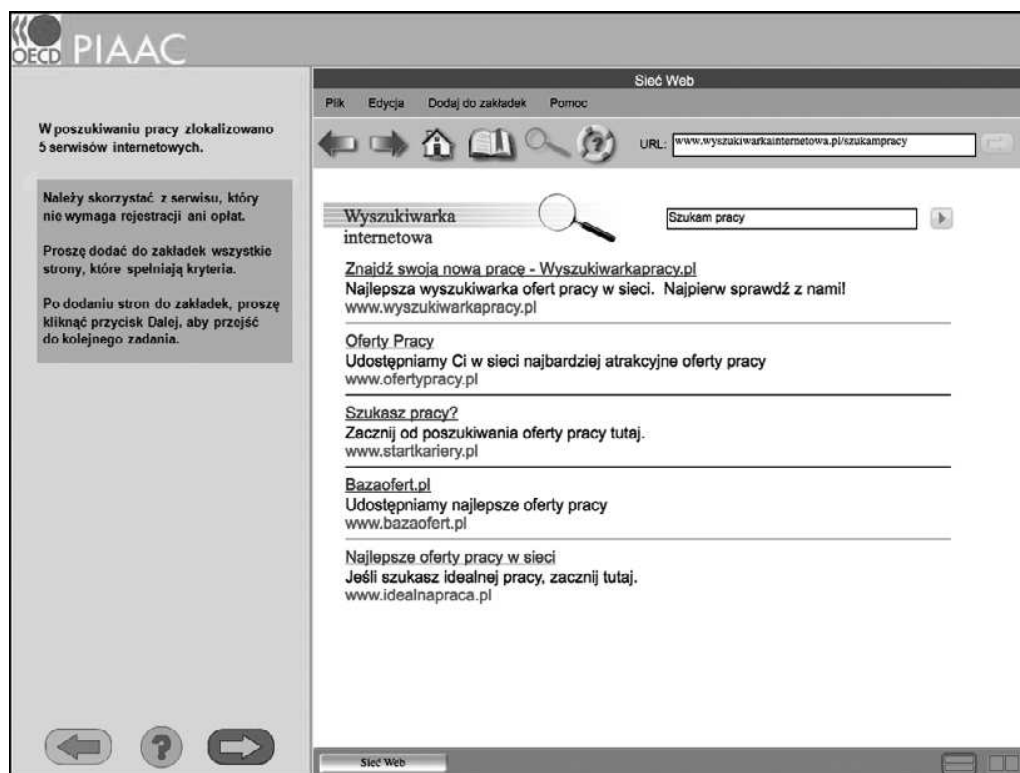 OECD PIAAC
W poszukiwaniu pracy zlokalizowano
5 serwisów internetowych.
Należy skorzystać z serwisu, który
nie wymaga rejestracji ani opłat.
Proszę dodać do zakładek wszystkie
strony, które spełniają kryteria.
Po dodaniu stron do zakładek, proszę
kliknąć przycisk Dalej, aby przejść
do kolejnego zadania.
Sieć Web
Plik Edycja Dodaj do zakładek Pomoc
URL: www.wyszukiwarkainternetowa.pl/szukampracy
Wyszukiwarka
internetowa
Szukam pracy
Znajdź swoją nową pracę - Wyszukiwarkapracy.pl
Najlepsza wyszukiwarka ofert pracy w sieci. Najpierw sprawdź z nami!
www.wyszukiwarkapracy.pl
Oferty Pracy
Udostępniamy Ci w sieci najbardziej atrakcyjne oferty pracy
www.ofertypracy.pl
Szukasz pracy?
Zacznij od poszukiwania oferty pracy tutaj.
www.startkariery.pl
Bazaofert.pl
Udostępniamy najlepsze oferty pracy
www.bazaofert.pl
Najlepsze oferty pracy w sieci
Jeśli szukasz idealnej pracy, zacznij tutaj.
www.idealnapraca.pl
Sieć Web